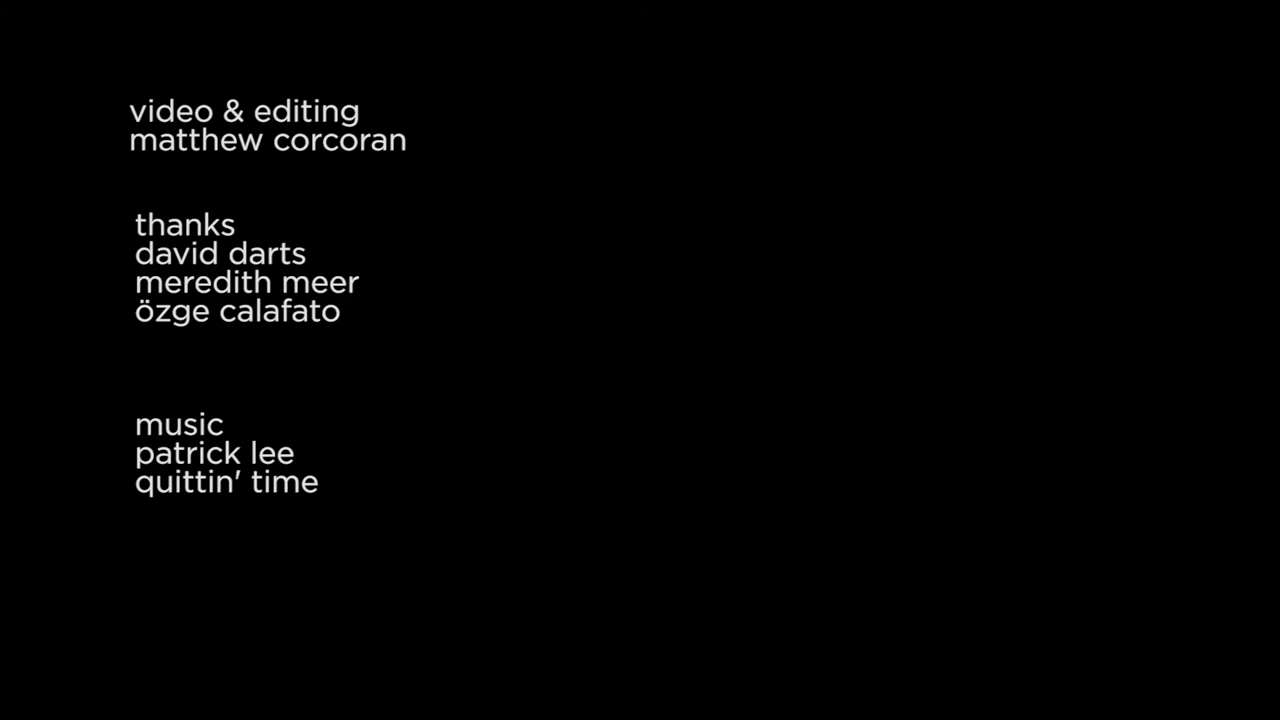 video & editing
matthew corcoran
thanks
david darts
meredith meer
özge calafato
music
patrick lee
quittin' time